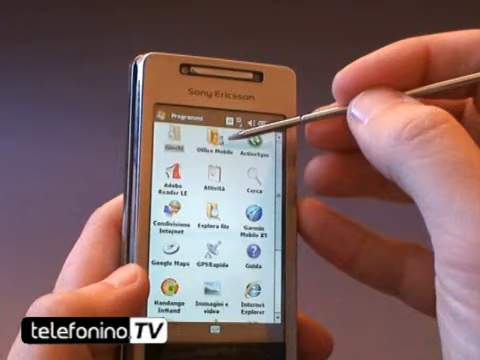 Sony Ericsson
Programmi
Giochi
Office Mobile
ActiveSync
Adobe Reader LE
Attività
Cerca
Condivisione Internet
Esplora file
Garmin Mobile XT
Google Maps
GPSRapido
Guida
Handango InHand
Immagini e video
Internet Explorer
telefonino.TV